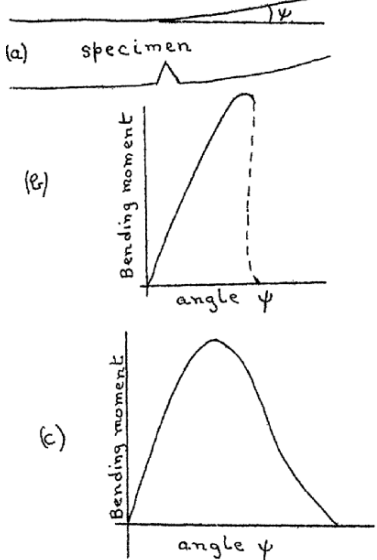 ψ
(a) specimen
(b)
Bending moment
angle ψ
(c)
Bending moment
angle ψ